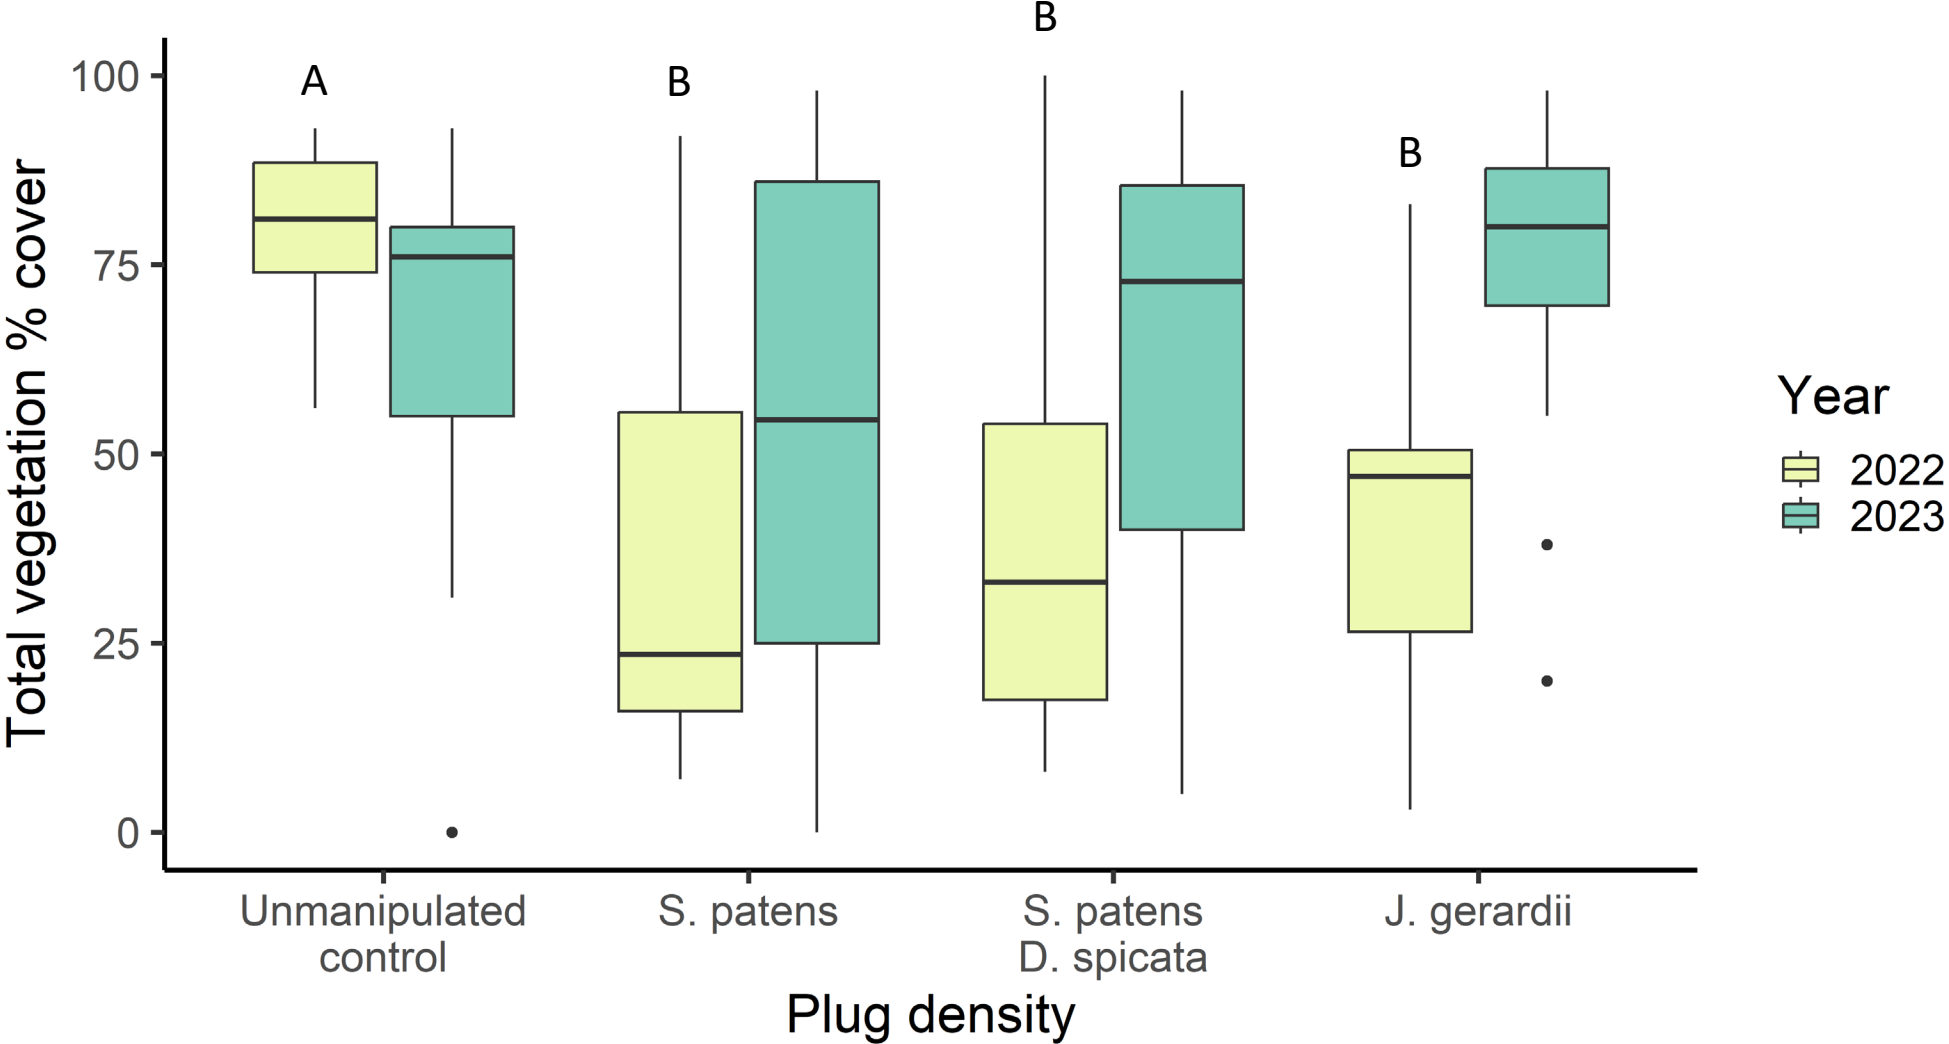 B
A
B
B
100
75
50
25
0
Total vegetation % cover
Unmanipulated
control
S. patens
S. patens
D. spicata
J. gerardii
Plug density
Year
2022
2023